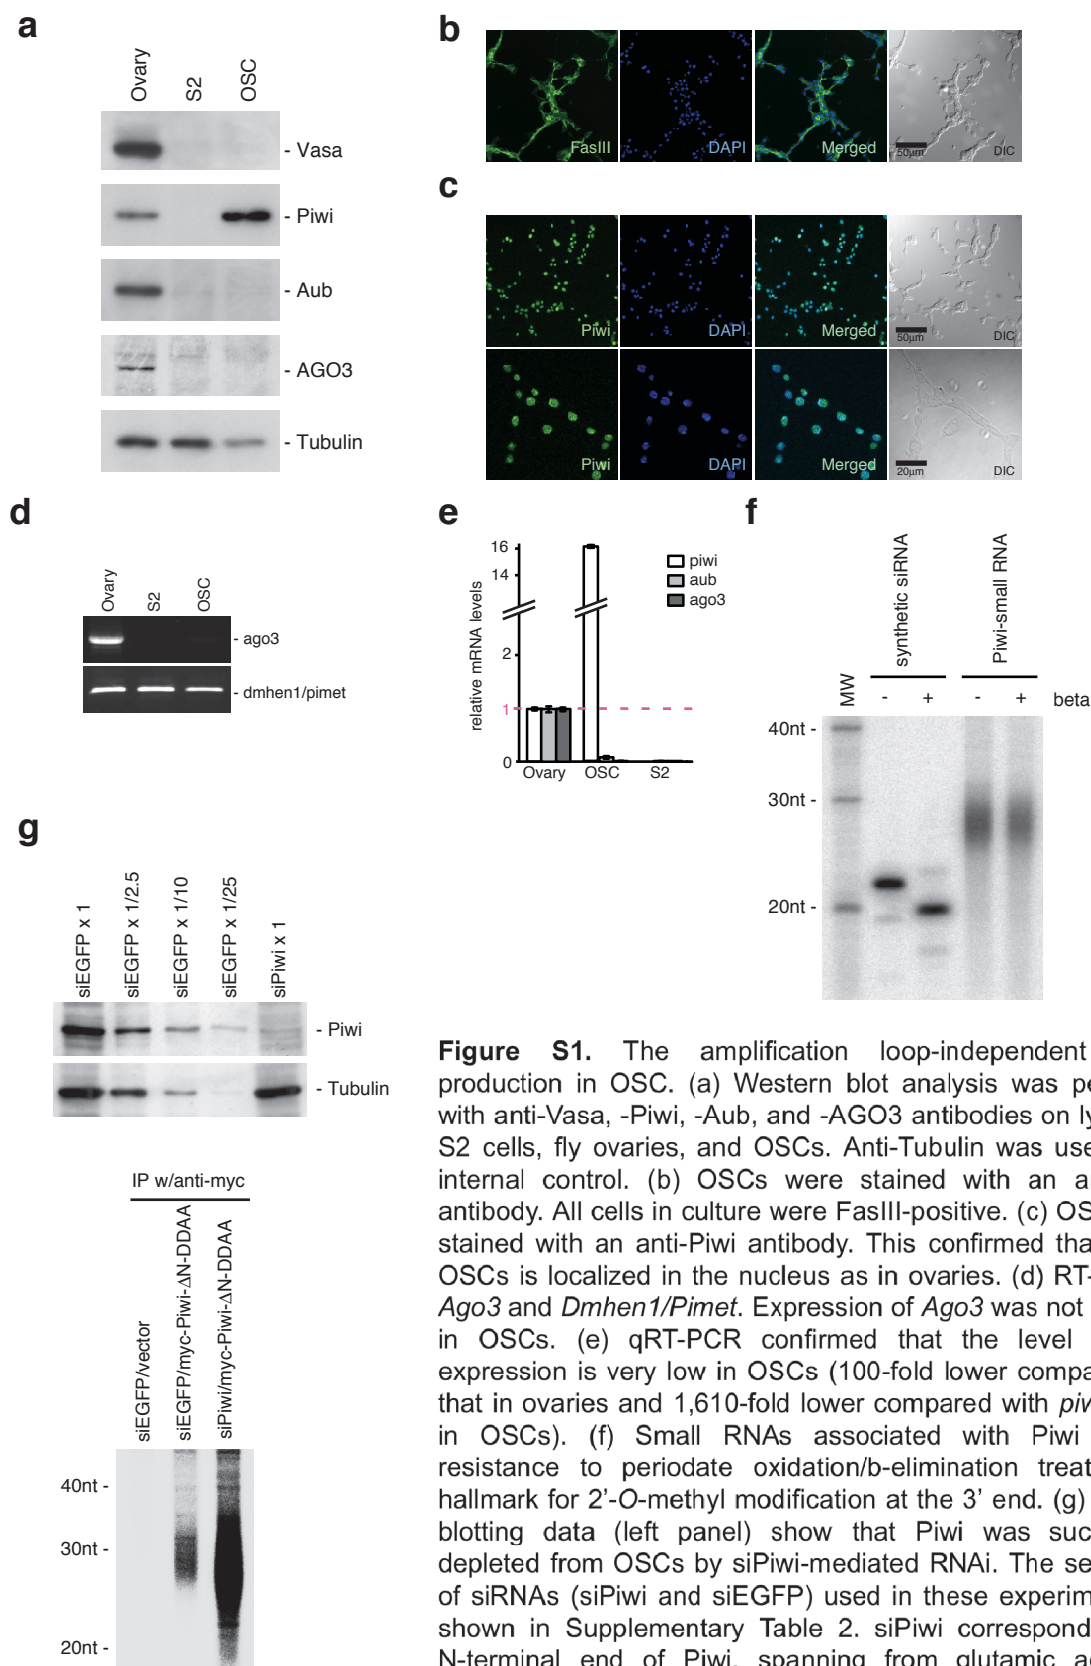 a
Ovary
S2
OSC
- Vasa
- Piwi
- Aub
- AGO3
- Tubulin
b
FasIII
DAPI
Merged
50µm
DIC
c
Piwi
DAPI
Merged
50µm
DIC
Piwi
DAPI
Merged
20µm
DIC
d
Ovary
S2
OSC
- ago3
- dmhen1/pimet
e
relative mRNA levels
16
14
2
1
0
Ovary
OSC
S2
piwi
aub
ago3
f
MW
synthetic siRNA
Piwi-small RNA
- + - + beta
40nt -
30nt -
20nt -
g
siEGFP x 1
siEGFP x 1/2.5
siEGFP x 1/10
siEGFP x 1/25
siPiwi x 1
- Piwi
- Tubulin
IP w/anti-myc
siEGFP/vector
siEGFP/myc-Piwi-ΔN-DDAA
siPiwi/myc-Piwi-ΔN-DDAA
40nt -
30nt -
20nt -
Figure S1. The amplification loop-independent
production in OSC. (a) Western blot analysis was
with anti-Vasa, -Piwi, -Aub, and -AGO3 antibodies on
S2 cells, fly ovaries, and OSCs. Anti-Tubulin was
internal control. (b) OSCs were stained with an
antibody. All cells in culture were FasIII-positive. (c)
stained with an anti-Piwi antibody. This confirmed
OSCs is localized in the nucleus as in ovaries. (d)
Ago3 and Dmhen1/Pimet. Expression of Ago3 was not
in OSCs. (e) qRT-PCR confirmed that the level
expression is very low in OSCs (100-fold lower
that in ovaries and 1,610-fold lower compared with
in OSCs). (f) Small RNAs associated with Piwi
resistance to periodate oxidation/b-elimination
hallmark for 2'-O-methyl modification at the 3' end. (g)
blotting data (left panel) show that Piwi was
depleted from OSCs by siPiwi-mediated RNAi. The
of siRNAs (siPiwi and siEGFP) used in these
shown in Supplementary Table 2. siPiwi
N-terminal end of Piwi, spanning from glutamic